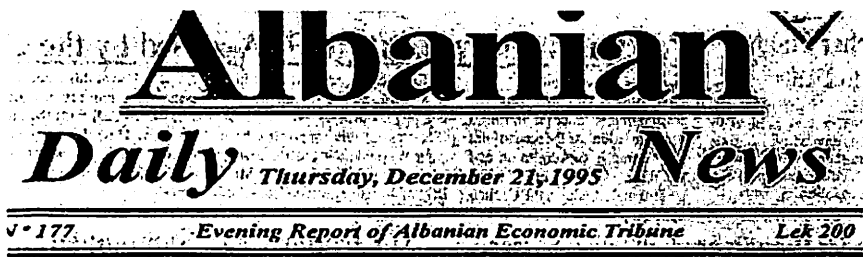 Albanian
Daily News
Thursday, December 21, 1995
N° 177 Evening Report of Albanian Economic Tribune Lek 200